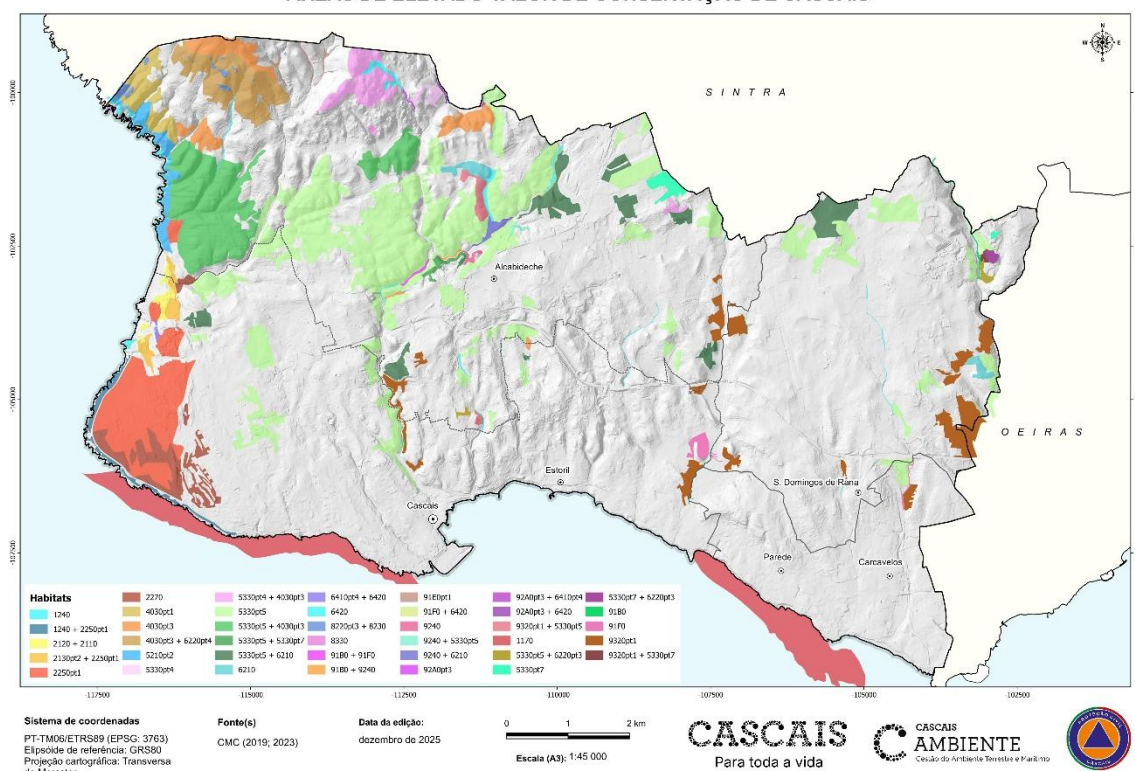 N
W E
S
SINTRA
OEIRAS
Alcabideche
Estoril
Cascais
S. Domingos de Rana
Parede
Carcavelos
-100000
-102500
-105000
-107500
Habitats
1240
1240 + 2250pt1
2120 + 2110
2130pt2 + 2250pt1
2250pt1
2270
4030pt1
4030pt3
4030pt3 + 6220pt4
5210pt2
5330pt4
5330pt4 + 4030pt3
5330pt5
5330pt5 + 4030pt3
5330pt5 + 5330pt7
5330pt5 + 6210
6210
6410pt4 + 6420
6420
8220pt3 + 8230
8330
91B0 + 91F0
91B0 + 9240
91E0pt1
91F0 + 6420
9240
9240 + 5330pt5
9240 + 6210
92A0pt3
92A0pt3 + 6410pt4
92A0pt3 + 6420
9320pt1 + 5330pt5
1170
5330pt5 + 6220pt3
5330pt7
5330pt7 + 6220pt3
91B0
91F0
9320pt1
9320pt1 + 5330pt7
-117500
-115000
-112500
-110000
-107500
-105000
-102500
Sistema de coordenadas
PT-TM06/ETRS89 (EPSG: 3763)
Elipsóide de referência: GRS80
Projeção cartográfica: Transversa
Fonte(s)
CMC (2019; 2023)
Data da edição:
dezembro de 2025
0 1 2 km
Escala (A3): 1:45 000
CASCAIS
Para toda a vida
CASCAIS
AMBIENTE
Gestão do Ambiente Terrestre e Marítimo
PROTEÇÃO CIVIL
CASCAIS